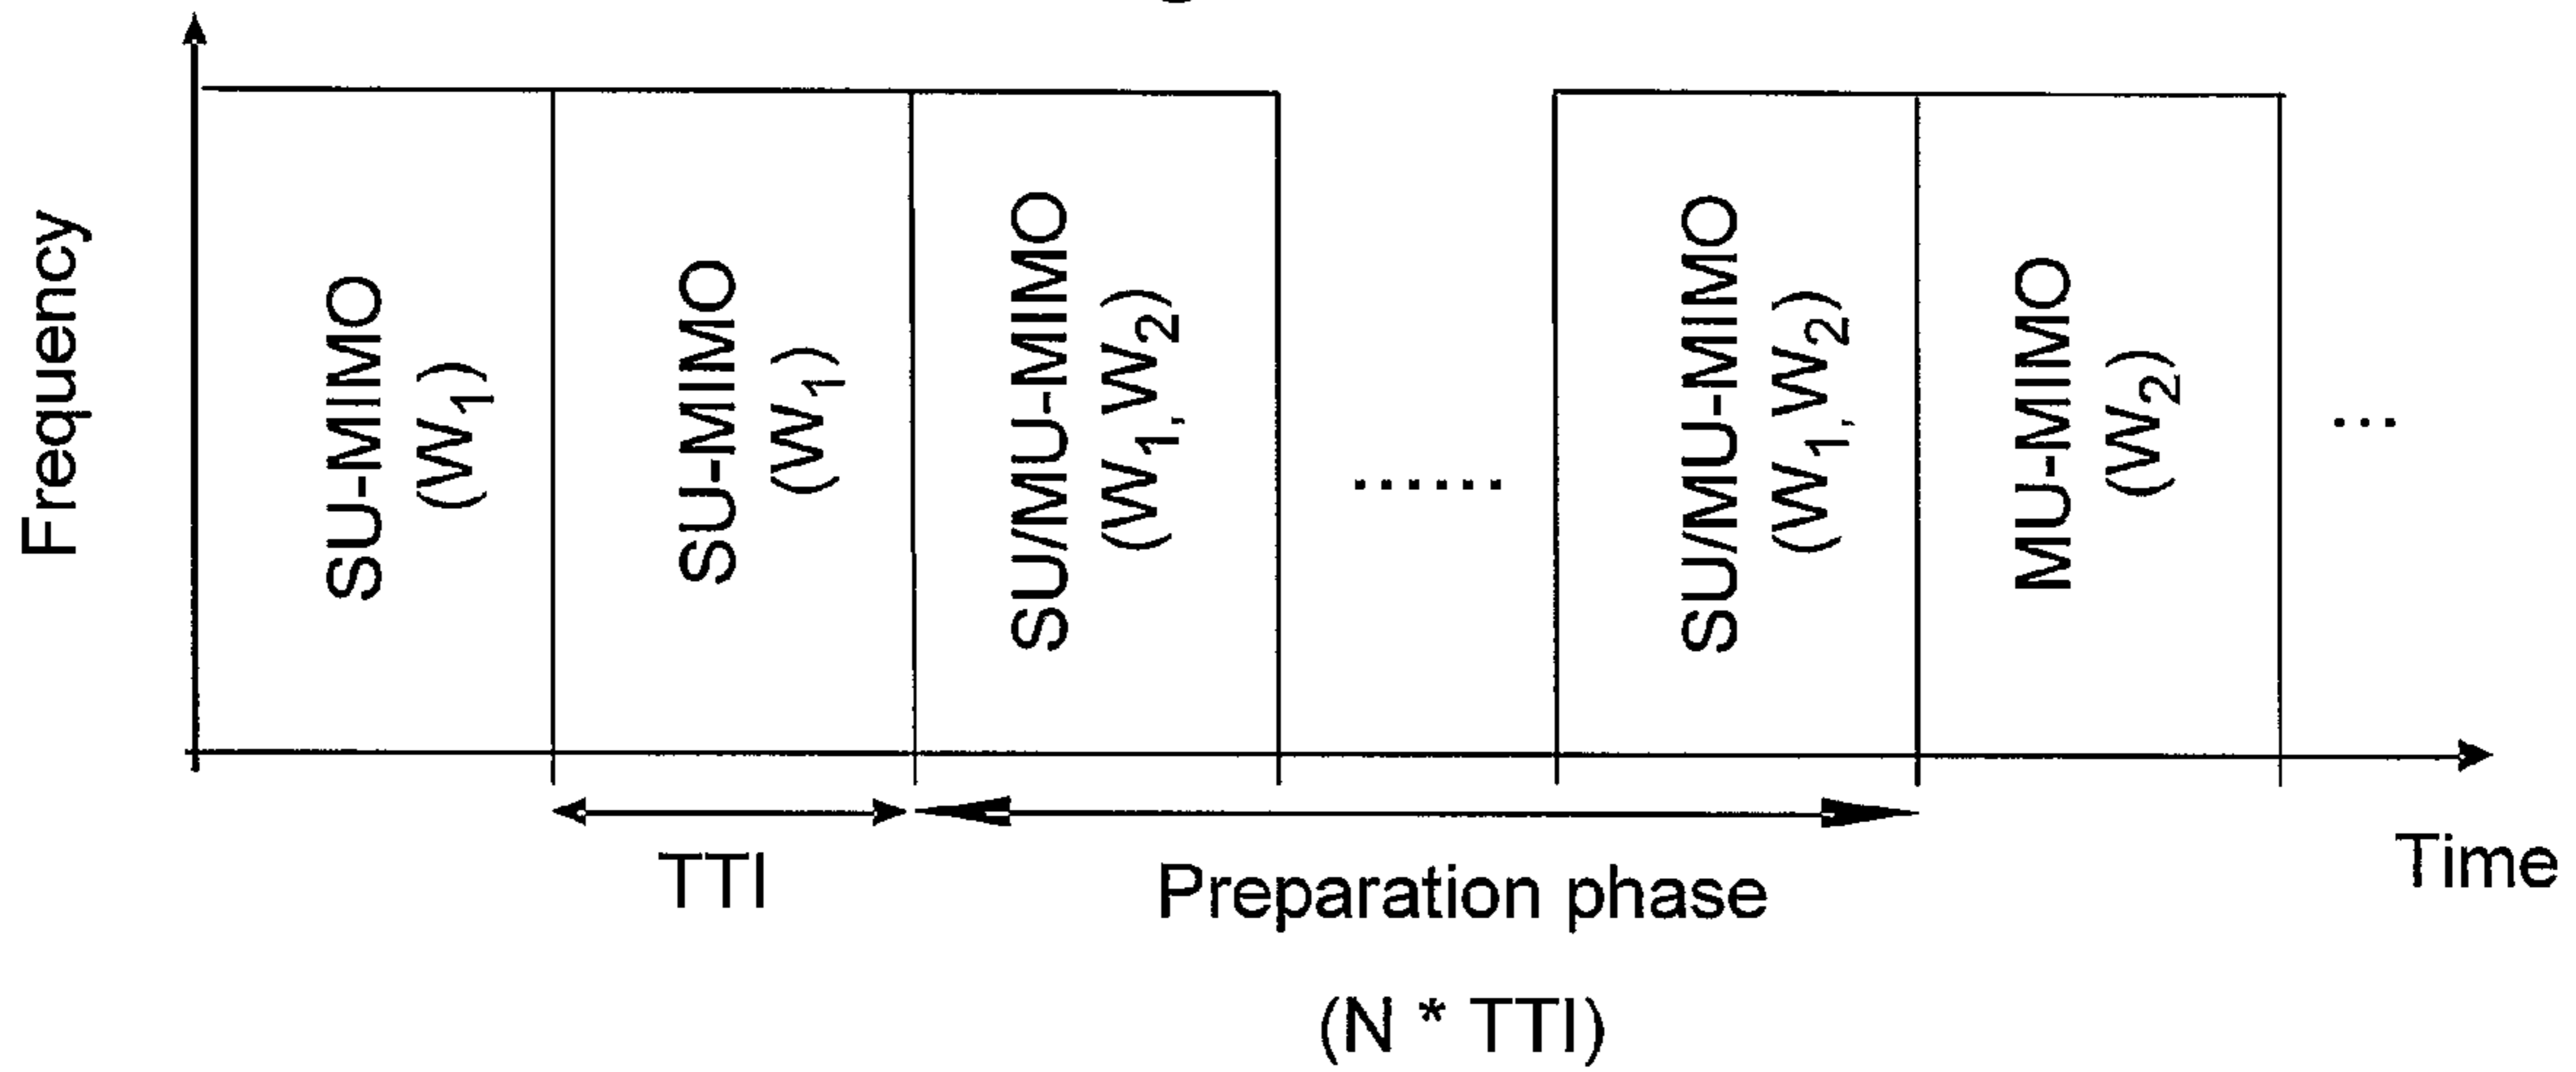 Frequency
SU-MIMO
(W1)
SU-MIMO
(W1)
SU/MU-MIMO
(W1,W2)
......
SU/MU-MIMO
(W1,W2)
MU-MIMO
(W2)
...
TTI
Preparation phase
(N * TTI)
Time